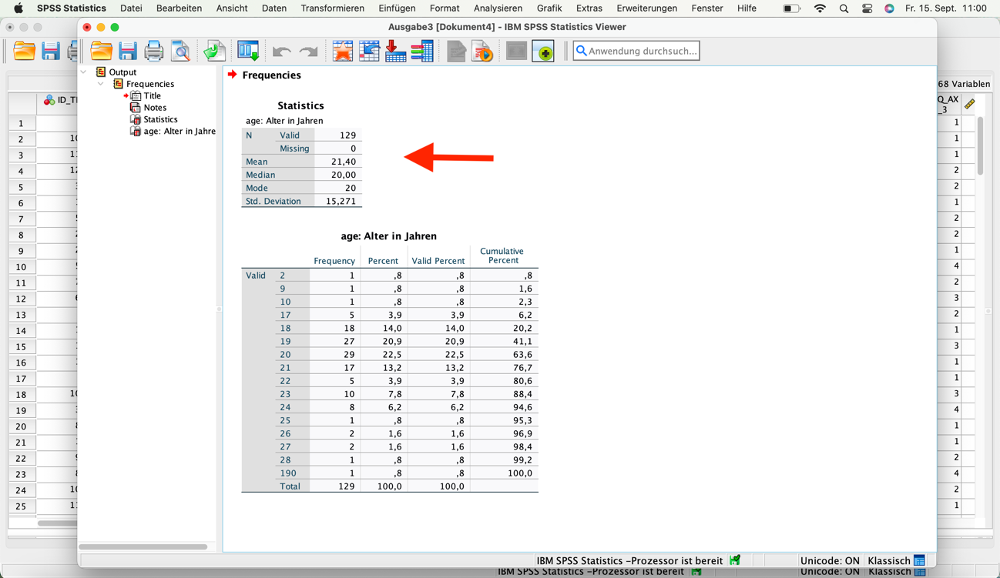 SPSS Statistics Datei Bearbeiten Ansicht Daten Transformieren Einfügen Format Analysieren Grafik Extras Erweiterungen Fenster Hilfe Fr. 15. Sept. 11:00
Ausgabe3 [Dokument4] - IBM SPSS Statistics Viewer
Anwendung durchsuch...
Output
Frequencies
Title
Notes
Statistics
age: Alter in Jahre
Frequencies
Statistics
age: Alter in Jahren
N Valid 129
Missing 0
Mean 21,40
Median 20,00
Mode 20
Std. Deviation 15,271
age: Alter in Jahren
Frequency Percent Valid Percent Cumulative Percent
Valid 2 1 ,8 ,8 ,8
9 1 ,8 ,8 1,6
10 1 ,8 ,8 2,3
17 5 3,9 3,9 6,2
18 18 14,0 14,0 20,2
19 27 20,9 20,9 41,1
20 29 22,5 22,5 63,6
21 17 13,2 13,2 76,7
22 5 3,9 3,9 80,6
23 10 7,8 7,8 88,4
24 8 6,2 6,2 94,6
25 1 ,8 ,8 95,3
26 2 1,6 1,6 96,9
27 2 1,6 1,6 98,4
28 1 ,8 ,8 99,2
190 1 ,8 ,8 100,0
Total 129 100,0 100,0
IBM SPSS Statistics -Prozessor ist bereit Unicode: ON Klassisch
68 Variablen
1 1
2 1
3 1
4 2
5 2
6 1
7 2
8 2
9 1
10 4
11 2
12 3
13 2
14 1
15 3
16 1
17 1
18 3
19 4
20 1
21 1
22 2
23 4
24 2
25 1
IBM SPSS Statistics -Prozessor ist bereit Unicode: ON Klassisch